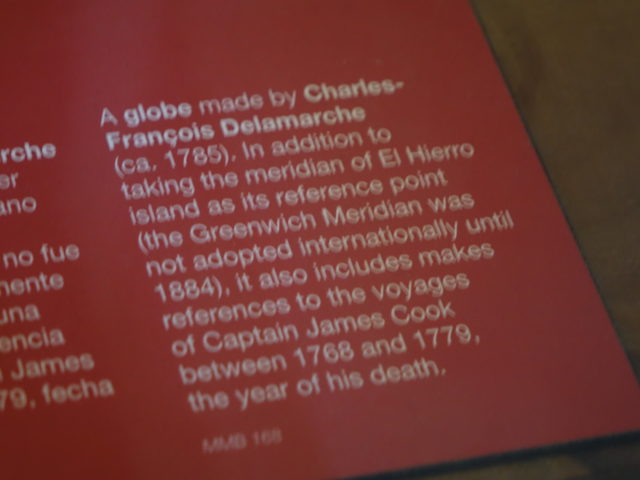 rche
er
ano
no fue
mente
una
encia
James
79, fecha
A globe made by Charles-
François Delamarche
(ca. 1785). In addition to
taking the meridian of El Hierro
island as its reference point
(the Greenwich Meridian was
not adopted internationally until
1884), it also includes makes
references to the voyages
of Captain James Cook
between 1768 and 1779,
the year of his death.
MMB 168